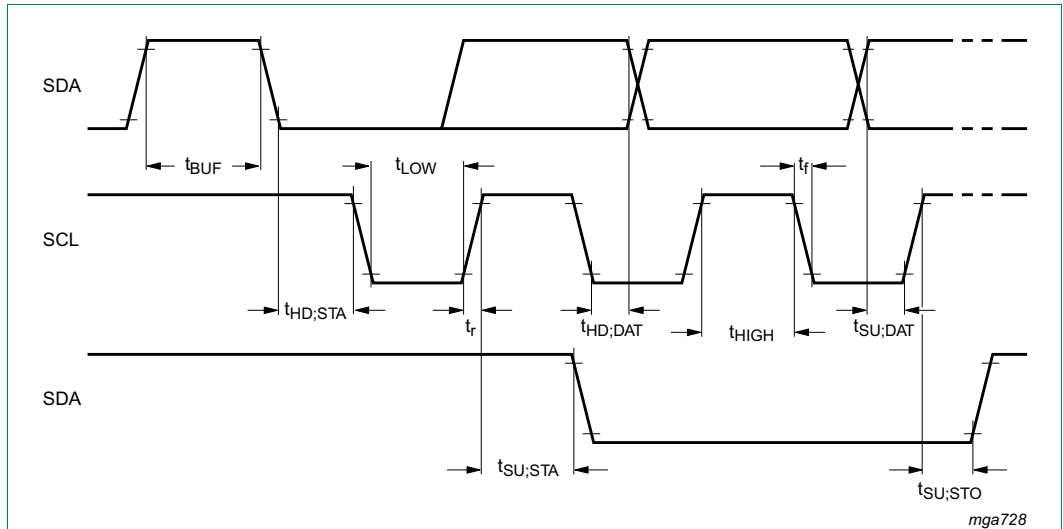 SDA
tBUF
tLOW
tf
SCL
tHD;STA
tr
tHD;DAT
tHIGH
tSU;DAT
SDA
tSU;STA
tSU;STO
mga728